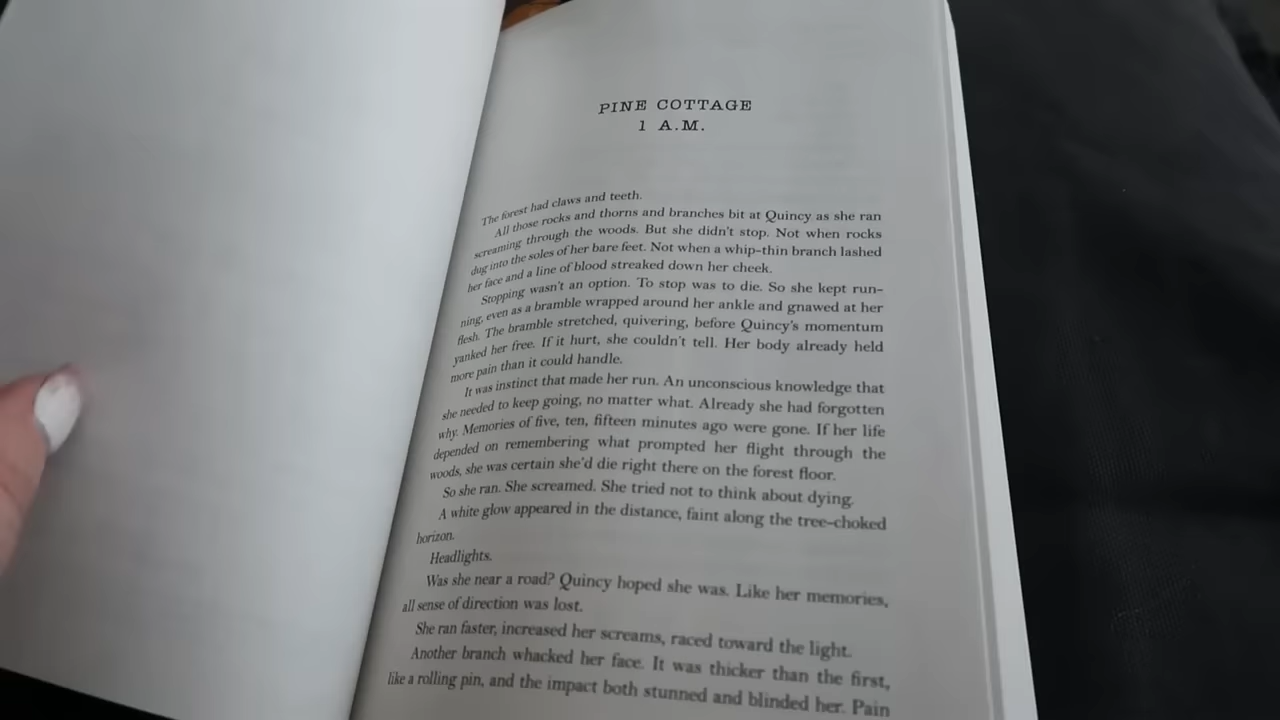 PINE COTTAGE
1 A.M.
The forest had claws and teeth.
All those rocks and thorns and branches bit at Quincy as she ran
screaming through the woods. But she didn't stop. Not when rocks
dug into the soles of her bare feet. Not when a whip-thin branch lashed
her face and a line of blood streaked down her cheek.
Stopping wasn't an option. To stop was to die. So she kept run-
ning, even as a bramble wrapped around her ankle and gnawed at her
flesh. The bramble stretched, quivering, before Quincy's momentum
yanked her free. If it hurt, she couldn't tell. Her body already held
more pain than it could handle.
It was instinct that made her run. An unconscious knowledge that
she needed to keep going, no matter what. Already she had forgotten
why. Memories of five, ten, fifteen minutes ago were gone. If her life
depended on remembering what prompted her flight through the
woods, she was certain she'd die right there on the forest floor.
So she ran. She screamed. She tried not to think about dying.
A white glow appeared in the distance, faint along the tree-choked
horizon.
Headlights.
Was she near a road? Quincy hoped she was. Like her memories,
all sense of direction was lost.
She ran faster, increased her screams, raced toward the light.
Another branch whacked her face. It was thicker than the first,
like a rolling pin, and the impact both stunned and blinded her. Pain